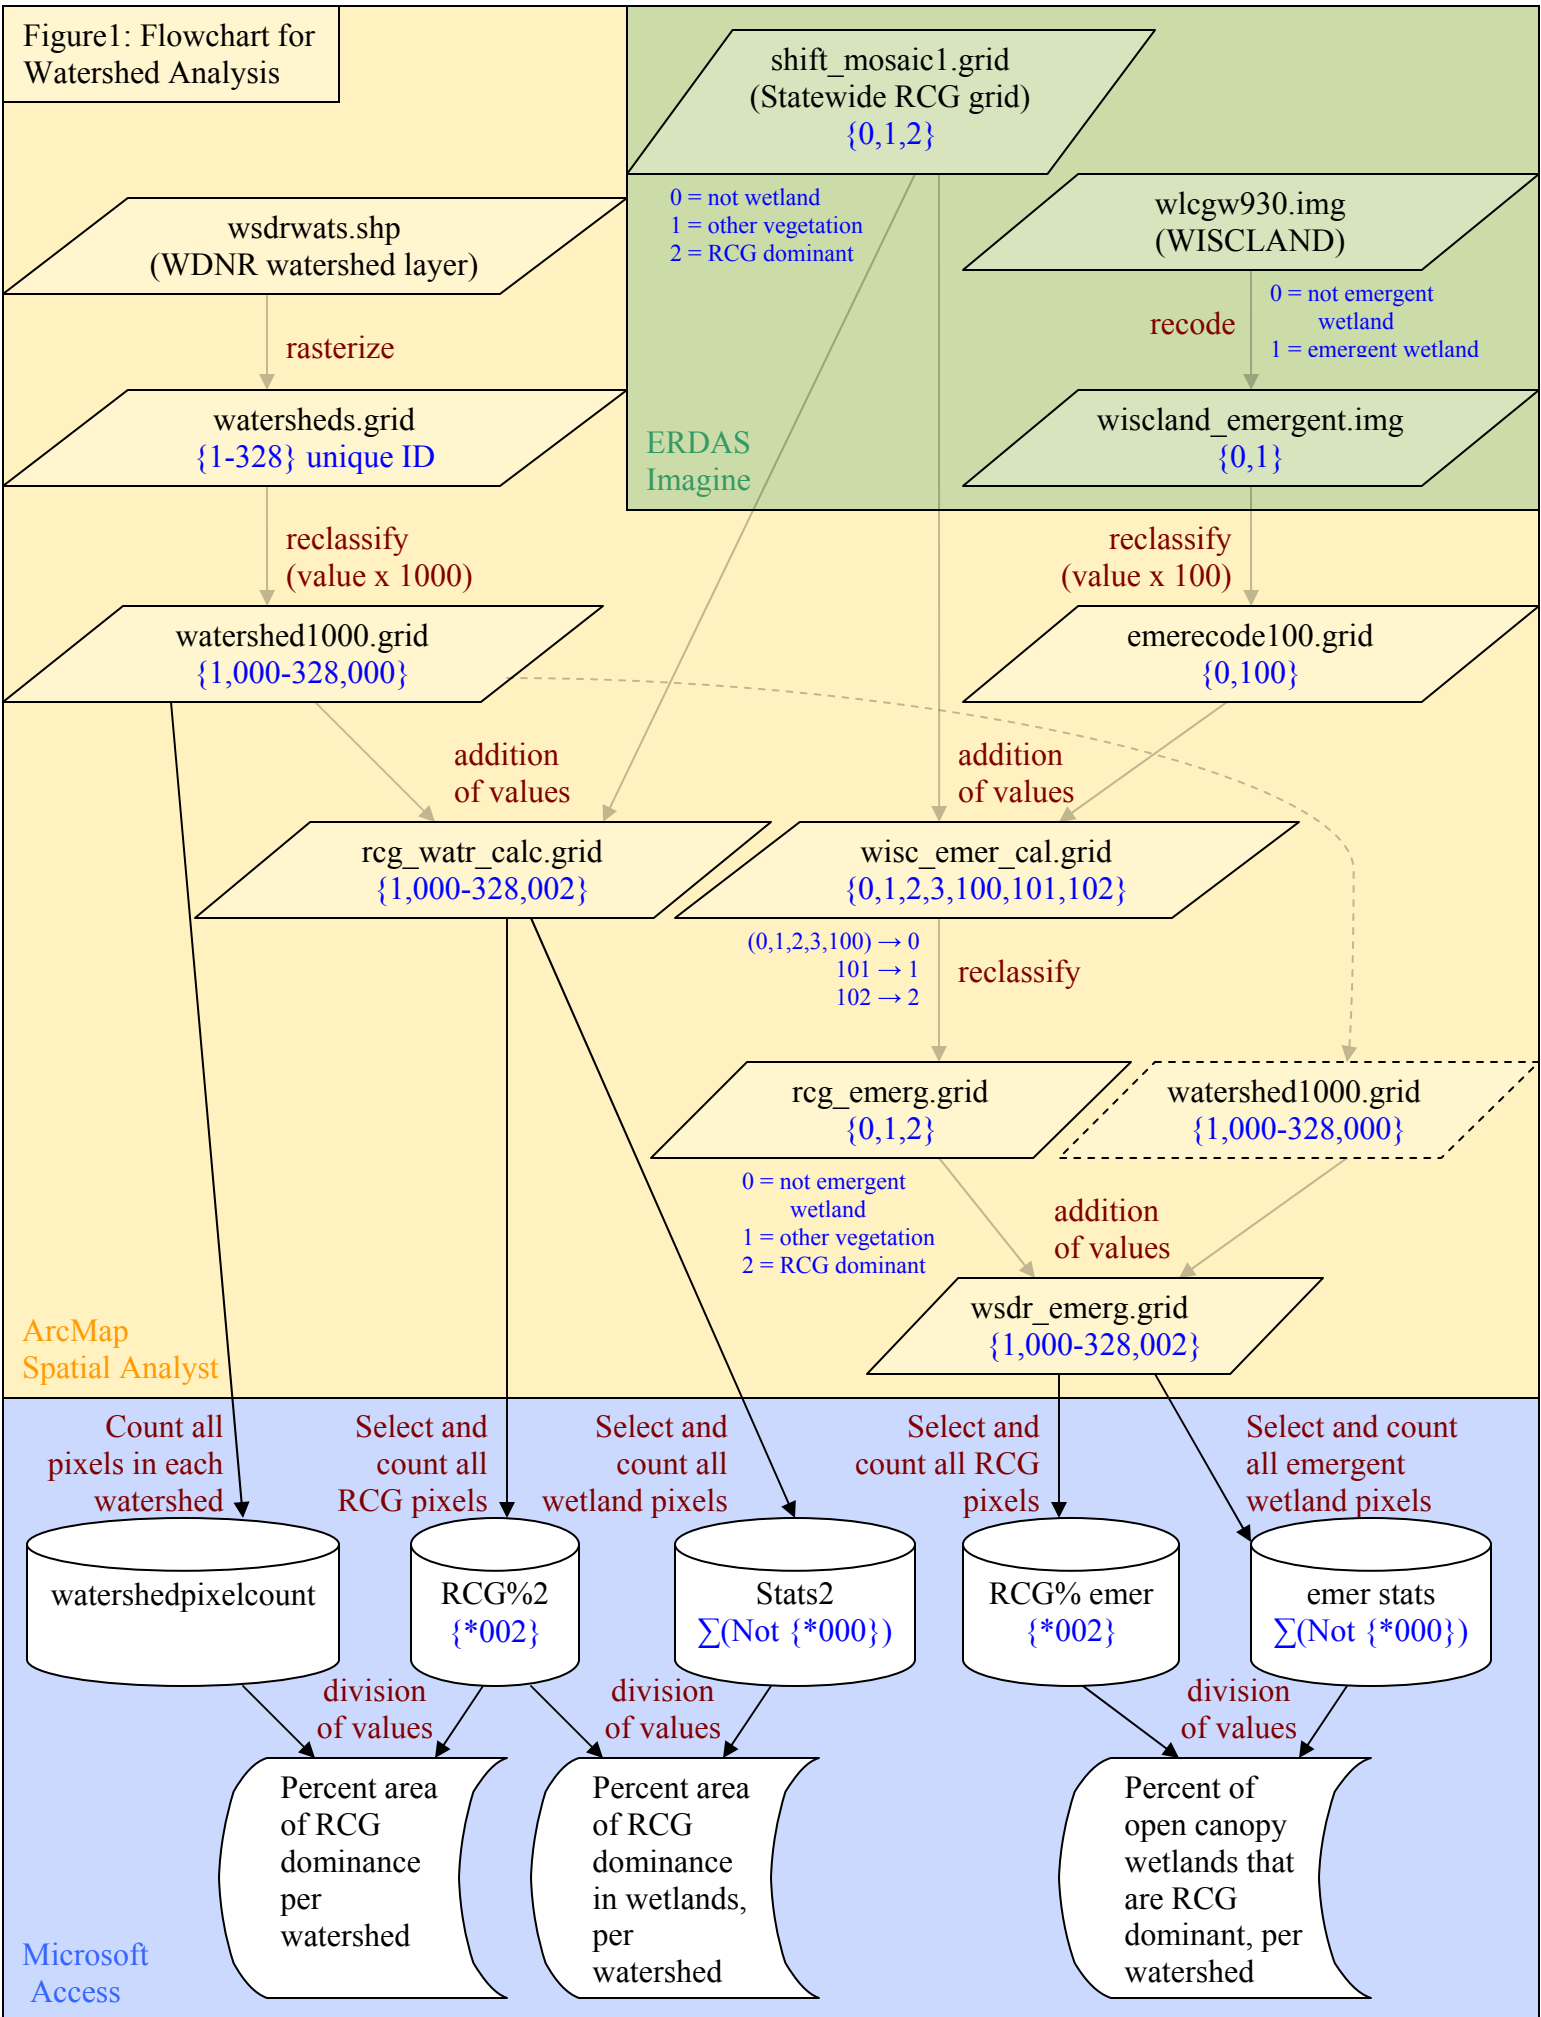 Figure1: Flowchart for
Watershed Analysis
shift_mosaic1.grid
(Statewide RCG grid)
{0,1,2}
0 = not wetland
1 = other vegetation
2 = RCG dominant
wlcgw930.img
(WISCLAND)
wsdrwats.shp
(WDNR watershed layer)
0 = not emergent
wetland
1 = emergent wetland
recode
rasterize
watersheds.grid
{1-328} unique ID
wiscland_emergent.img
{0,1}
ERDAS
Imagine
reclassify
(value x 1000)
reclassify
(value x 100)
watershed1000.grid
{1,000-328,000}
emerecode100.grid
{0,100}
addition
of values
addition
of values
rcg_watr_calc.grid
{1,000-328,002}
wisc_emer_cal.grid
{0,1,2,3,100,101,102}
(0,1,2,3,100) → 0
101 → 1
102 → 2
reclassify
rcg_emerg.grid
{0,1,2}
watershed1000.grid
{1,000-328,000}
0 = not emergent
wetland
1 = other vegetation
2 = RCG dominant
addition
of values
wsdr_emerg.grid
{1,000-328,002}
ArcMap
Spatial Analyst
Count all
pixels in each
watershed
Select and
count all
RCG pixels
Select and
count all
wetland pixels
Select and
count all RCG
pixels
Select and count
all emergent
wetland pixels
watershedpixelcount
RCG%2
{*002}
Stats2
∑(Not {*000})
RCG% emer
{*002}
emer stats
∑(Not {*000})
division
of values
division
of values
division
of values
Percent area
of RCG
dominance
per
watershed
Percent area
of RCG
dominance
in wetlands,
per
watershed
Percent of
open canopy
wetlands that
are RCG
dominant, per
watershed
Microsoft
Access